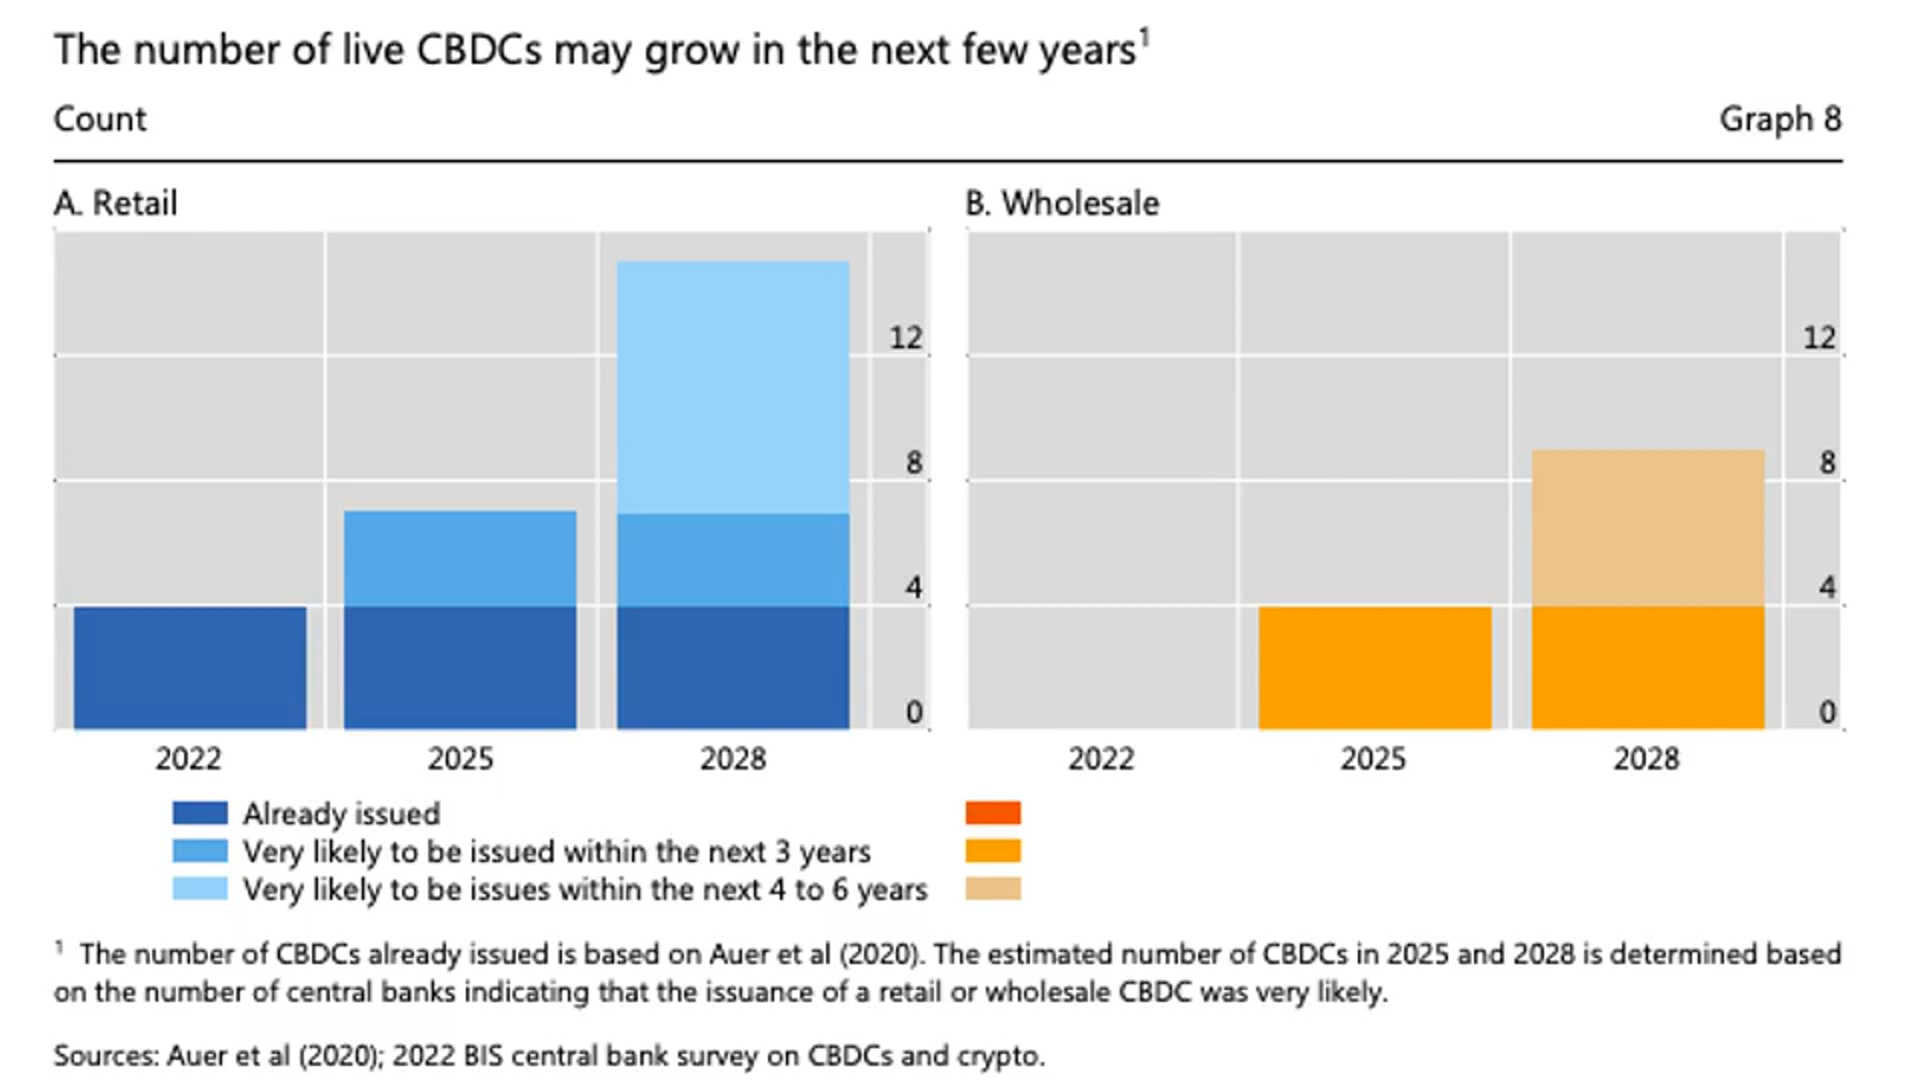 The number of live CBDCs may grow in the next few years¹
Count
Graph 8
A. Retail
B. Wholesale
12
8
4
0
2022 2025 2028
12
8
4
0
2022 2025 2028
Already issued
Very likely to be issued within the next 3 years
Very likely to be issues within the next 4 to 6 years
¹ The number of CBDCs already issued is based on Auer et al (2020). The estimated number of CBDCs in 2025 and 2028 is determined based
on the number of central banks indicating that the issuance of a retail or wholesale CBDC was very likely.
Sources: Auer et al (2020); 2022 BIS central bank survey on CBDCs and crypto.